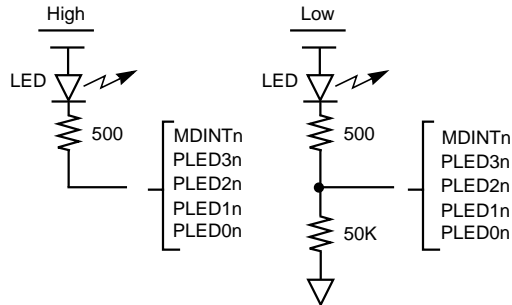 High
LED
500
MDINTn
PLED3n
PLED2n
PLED1n
PLED0n
Low
LED
500
50K
MDINTn
PLED3n
PLED2n
PLED1n
PLED0n